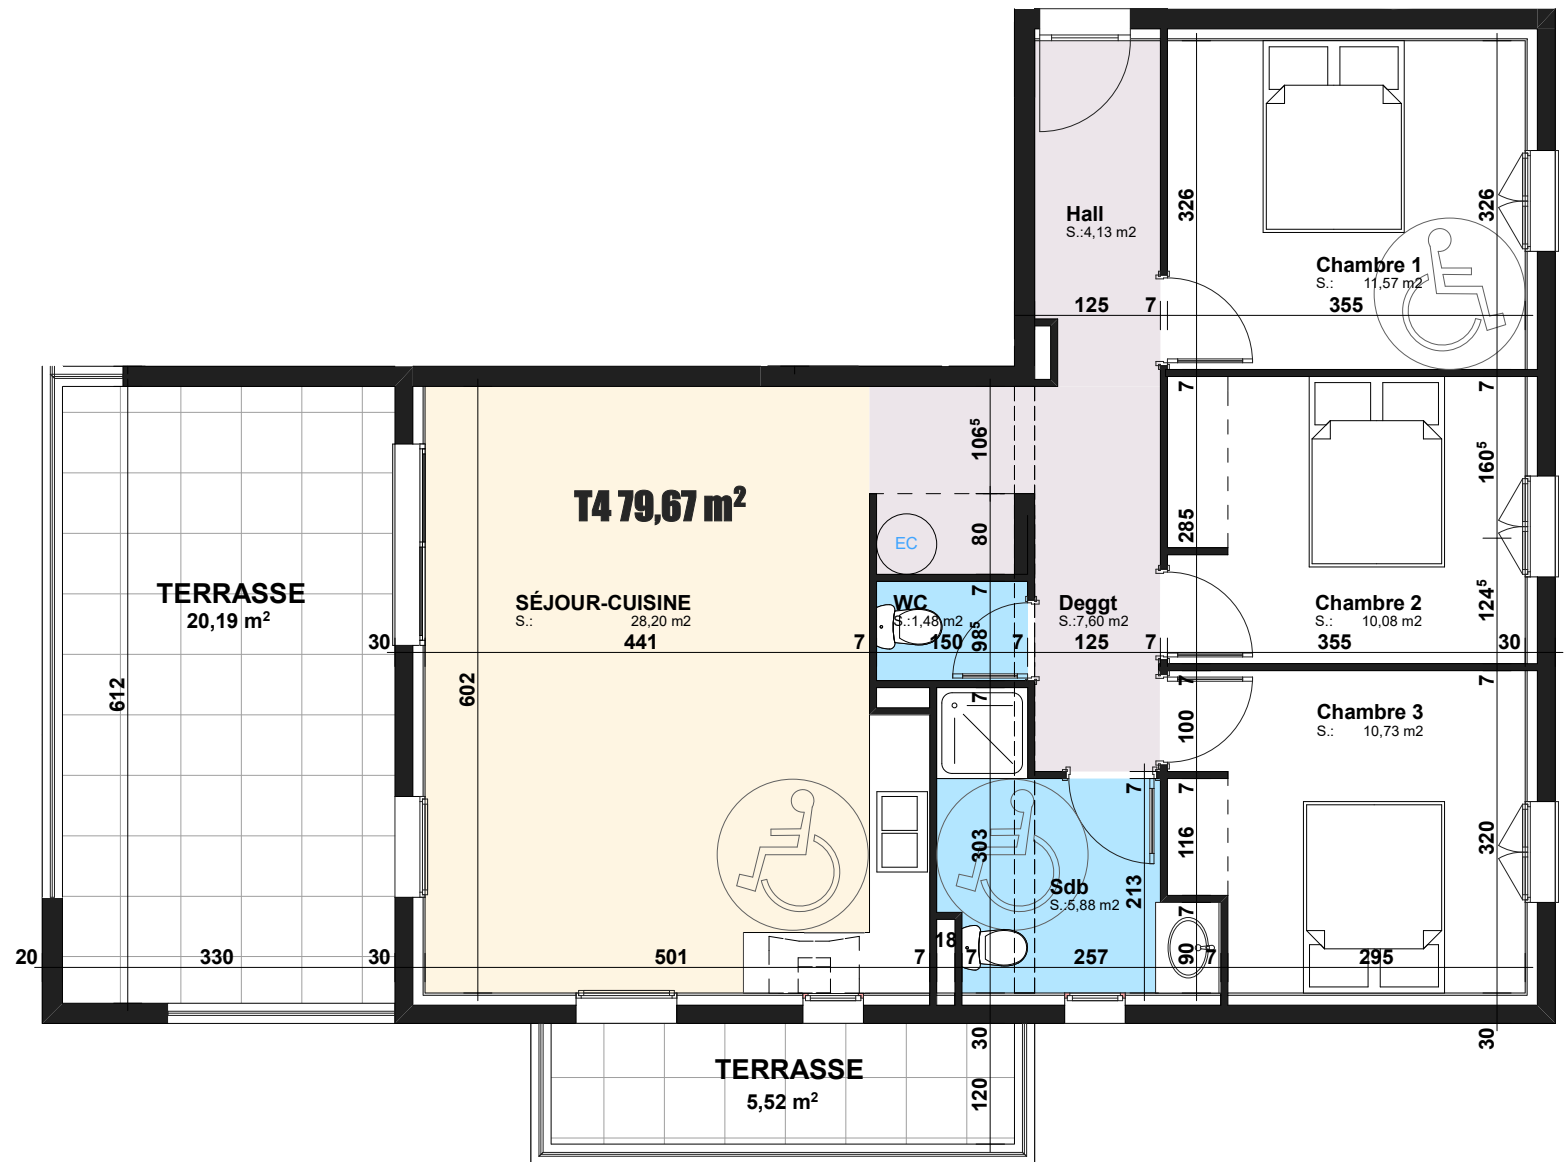 Hall
S.:4,13 m2
326
326
Chambre 1
S.: 11,57 m2
125 7 355
7
7
106⁵
160⁵
T4 79,67 m²
285
80
EC
TERRASSE
20,19 m²
SÉJOUR-CUISINE
S.: 28,20 m2
WC
S.:1,48 m2
7
98⁵
Deggt
S.:7,60 m2
Chambre 2
S.: 10,08 m2
124⁵
30 441 7 150 7 125 7 355 30
612
602
7
7
7
100
Chambre 3
S.: 10,73 m2
7
7
303
116
320
Sdb
S.:5,88 m2
213
7
18
90
20 330 30 501 7 7 257 7 295
30
30
TERRASSE
5,52 m²
120